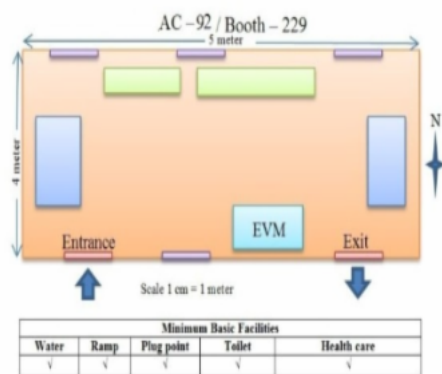 AC – 92 / Booth – 229
5 meter
4 meter
N
EVM
Entrance
Exit
Scale 1 cm = 1 meter
Minimum Basic Facilities
Water Ramp Plug point Toilet Health care
√ √ √ √ √